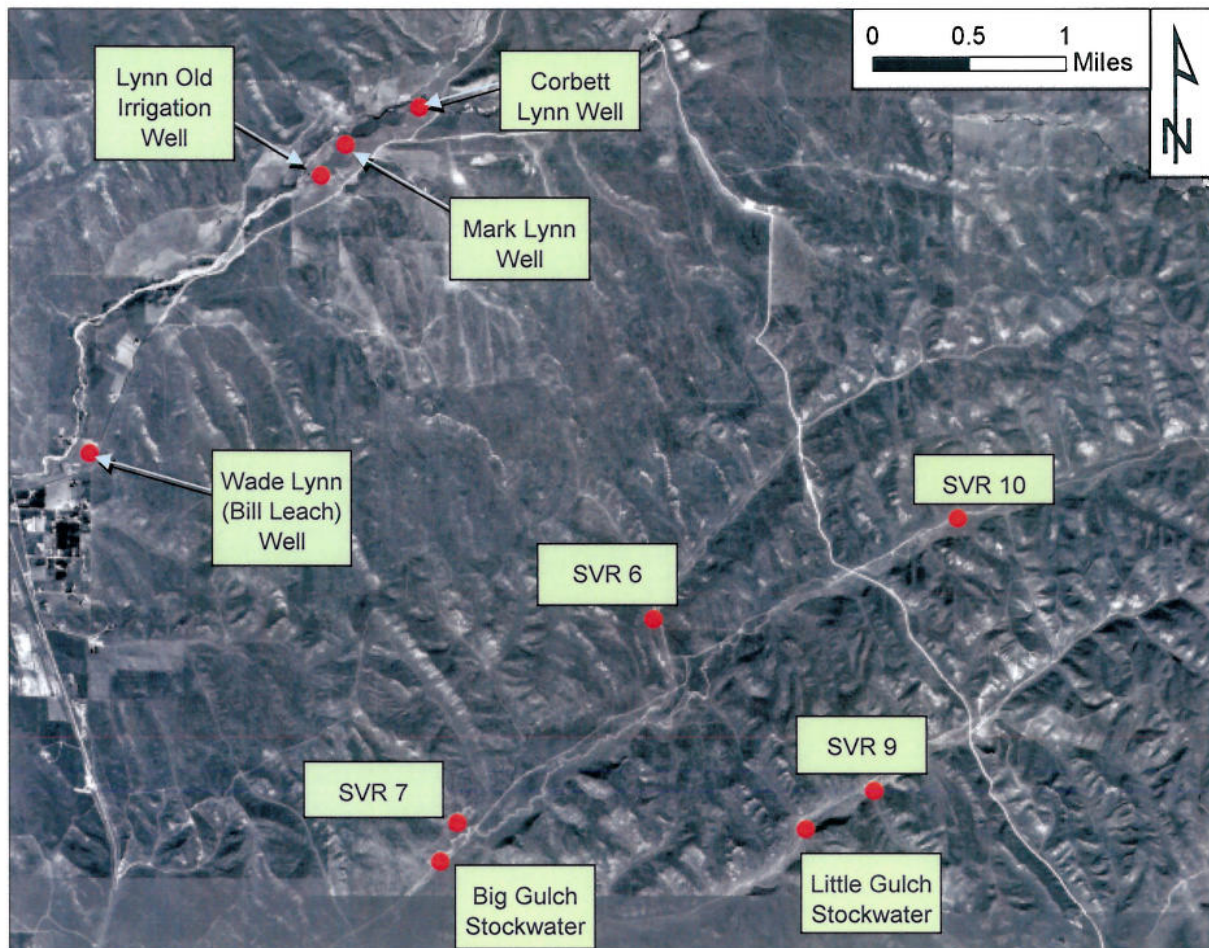 0 0.5 1
Miles
N
Lynn Old
Irrigation
Well
Corbett
Lynn Well
Mark Lynn
Well
Wade Lynn
(Bill Leach)
Well
SVR 10
SVR 6
SVR 9
SVR 7
Big Gulch
Stockwater
Little Gulch
Stockwater